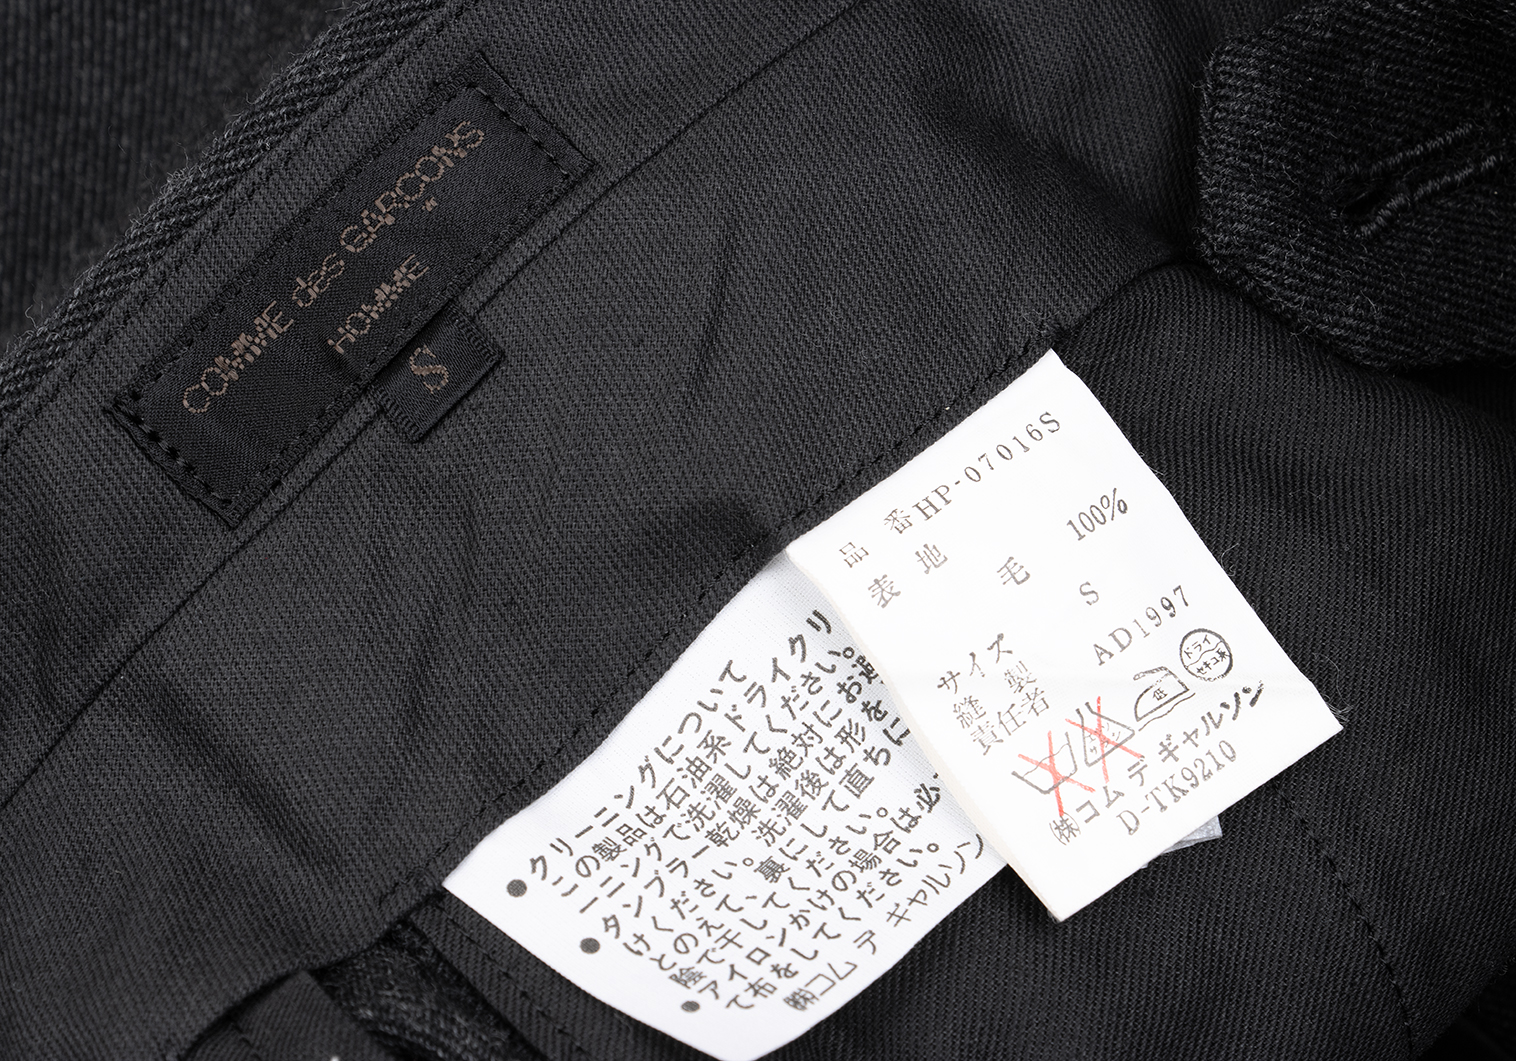 COMME des GARÇONS
HOMME
S
品 番 HP-07016S
表 地
毛 100%
サイズ S
縫 製 AD1997
責任者
ドライ
セキユ系
低
㈱コム デ ギャルソン
D-TK9210
●クリーニングについて
この製品は石油系ドライクリ
ーニングで洗濯してください。
●タンブラー乾燥は絶対にお避
けください。洗濯後は形を
とのえて、裏にして直ちに
陰で干してください。
●アイロンかけの場合は必
て布をしてください。
㈱コム デ ギャルソン